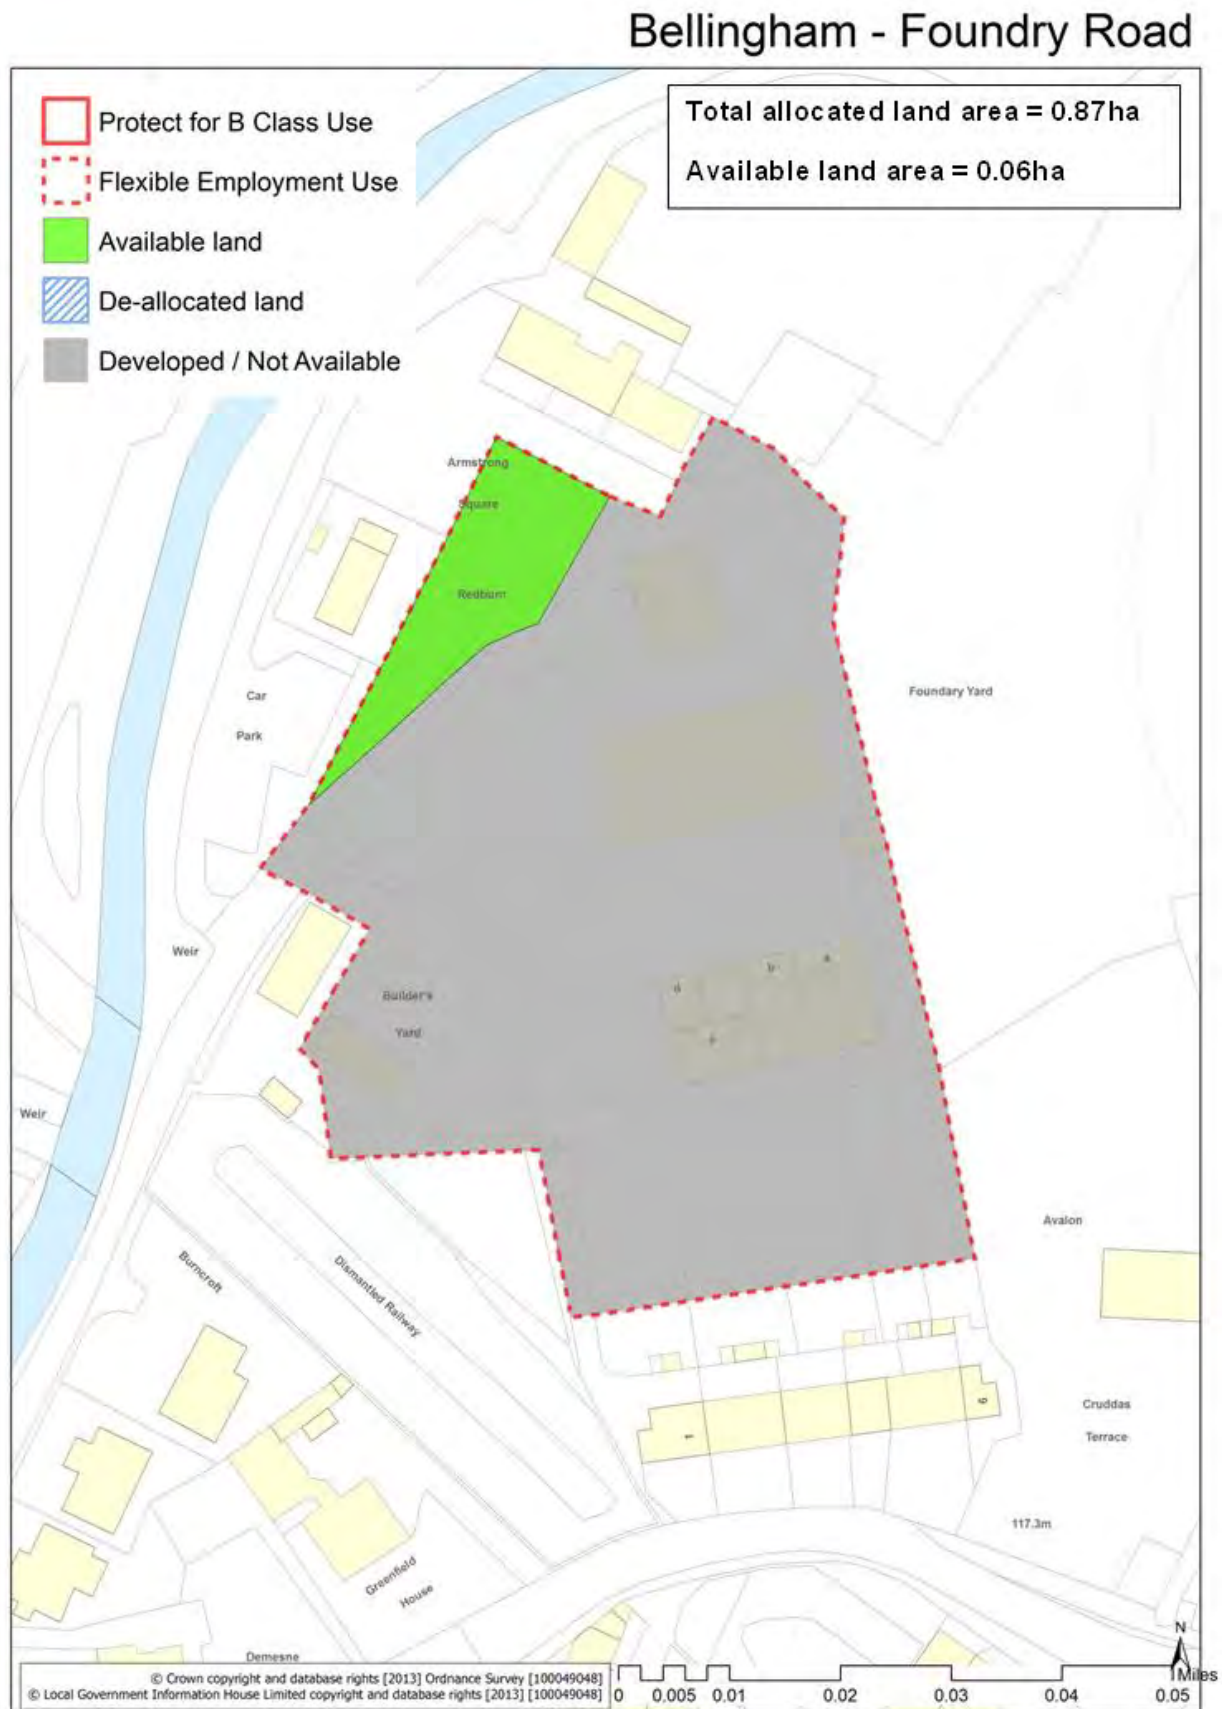 Bellingham - Foundry Road
Protect for B Class Use
Flexible Employment Use
Available land
De-allocated land
Developed / Not Available
Total allocated land area = 0.87ha
Available land area = 0.06ha
Armstrong
Square
Redburn
Car
Park
Foundary Yard
Weir
Builder's
Yard
d
b
a
Weir
Avalon
Burncroft
Dismantled Railway
1
6
Cruddas
Terrace
117.3m
Greenfield
House
Demesne
N
Miles
© Crown copyright and database rights [2013] Ordnance Survey [100049048]
© Local Government Information House Limited copyright and database rights [2013] [100049048]
0 0.005 0.01 0.02 0.03 0.04 0.05